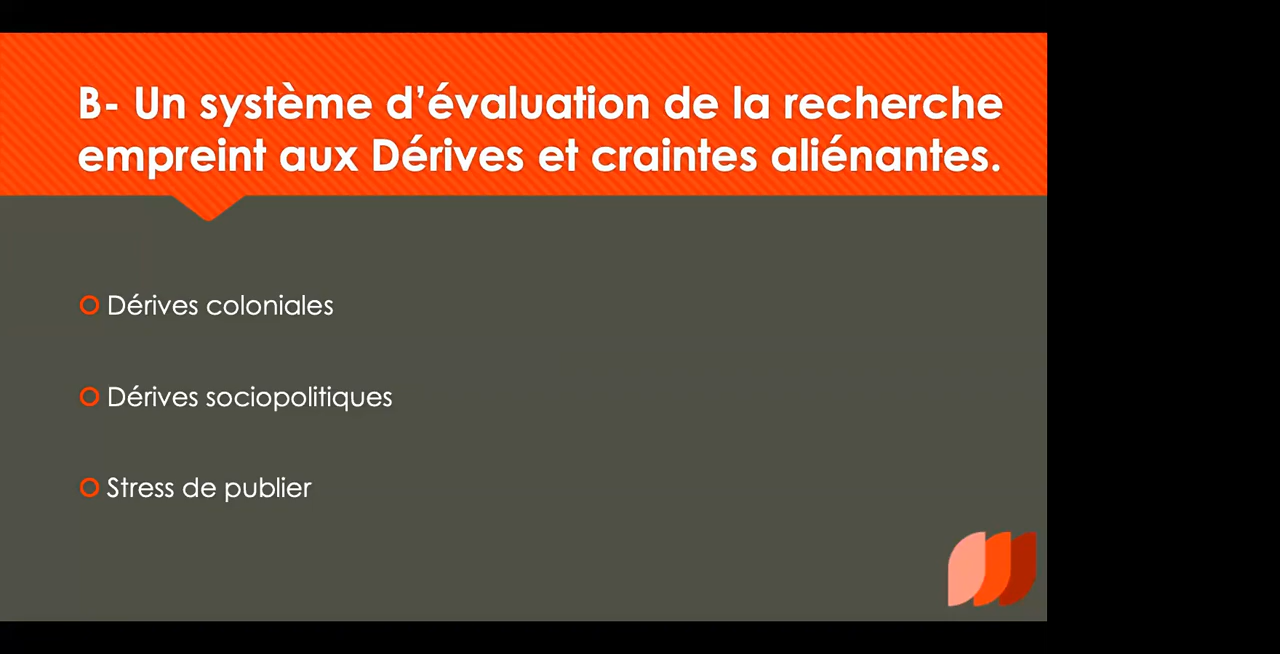 B- Un système d’évaluation de la recherche
empreint aux Dérives et craintes aliénantes.
Dérives coloniales
Dérives sociopolitiques
Stress de publier